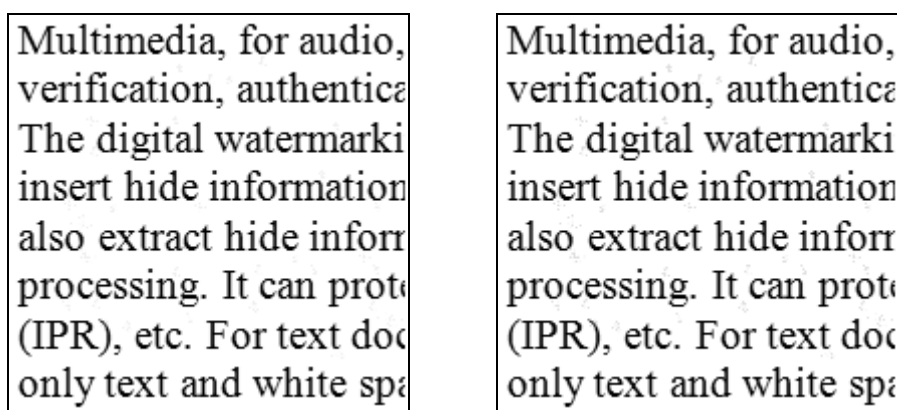 Multimedia, for audio,
verification, authentica
The digital watermarki
insert hide information
also extract hide infor
processing. It can prote
(IPR), etc. For text doc
only text and white spa
Multimedia, for audio,
verification, authentica
The digital watermarki
insert hide information
also extract hide infor
processing. It can prote
(IPR), etc. For text doc
only text and white spa